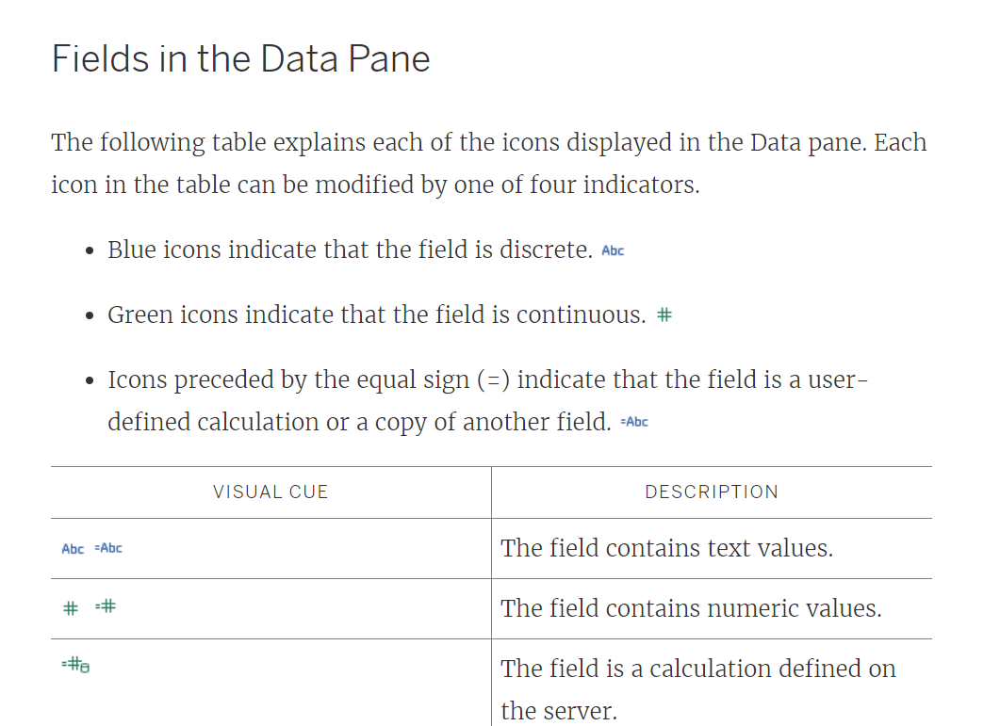 Fields in the Data Pane
The following table explains each of the icons displayed in the Data pane. Each
icon in the table can be modified by one of four indicators.
• Blue icons indicate that the field is discrete. Abc
• Green icons indicate that the field is continuous. #
• Icons preceded by the equal sign (=) indicate that the field is a user-
defined calculation or a copy of another field. =Abc
VISUAL CUE DESCRIPTION
Abc =Abc The field contains text values.
# =# The field contains numeric values.
=# The field is a calculation defined on
the server.